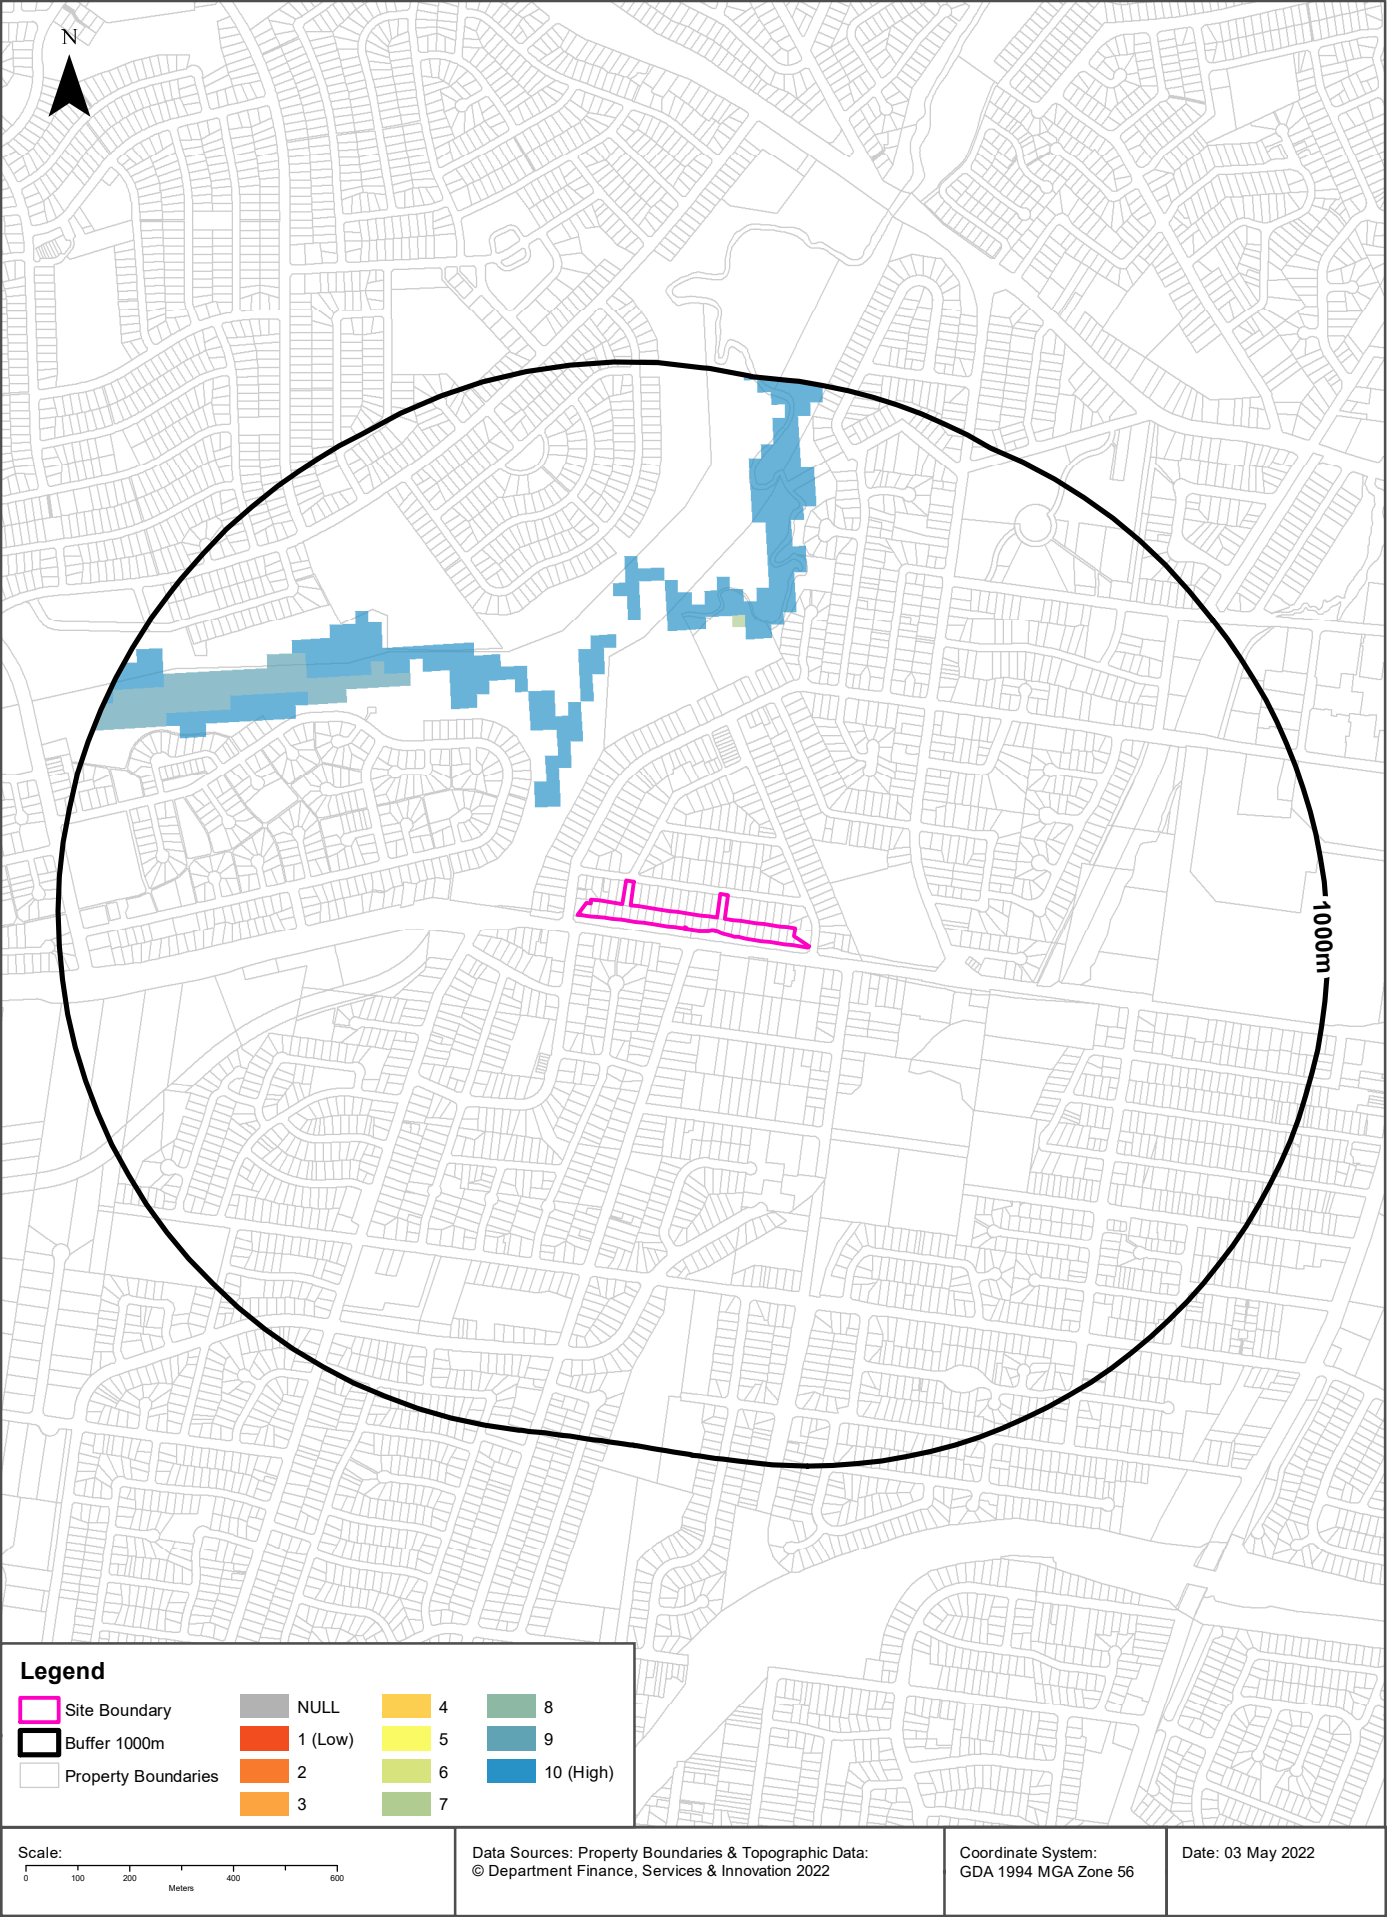 N
1000m
Legend
Site Boundary
Buffer 1000m
Property Boundaries
NULL
1 (Low)
2
3
4
5
6
7
8
9
10 (High)
Scale:
0 100 200 400 600
Meters
Data Sources: Property Boundaries & Topographic Data:
© Department Finance, Services & Innovation 2022
Coordinate System:
GDA 1994 MGA Zone 56
Date: 03 May 2022